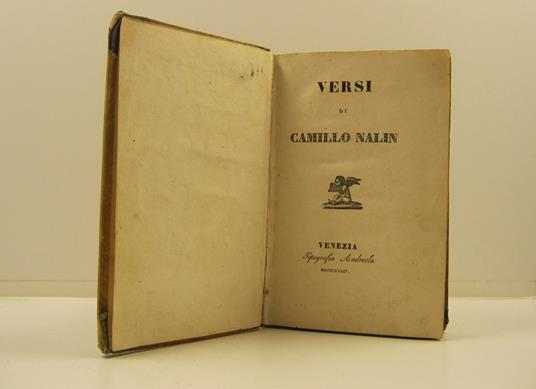 VERSI
DI
CAMILLO NALIN
VENEZIA
Tipografia Andreola